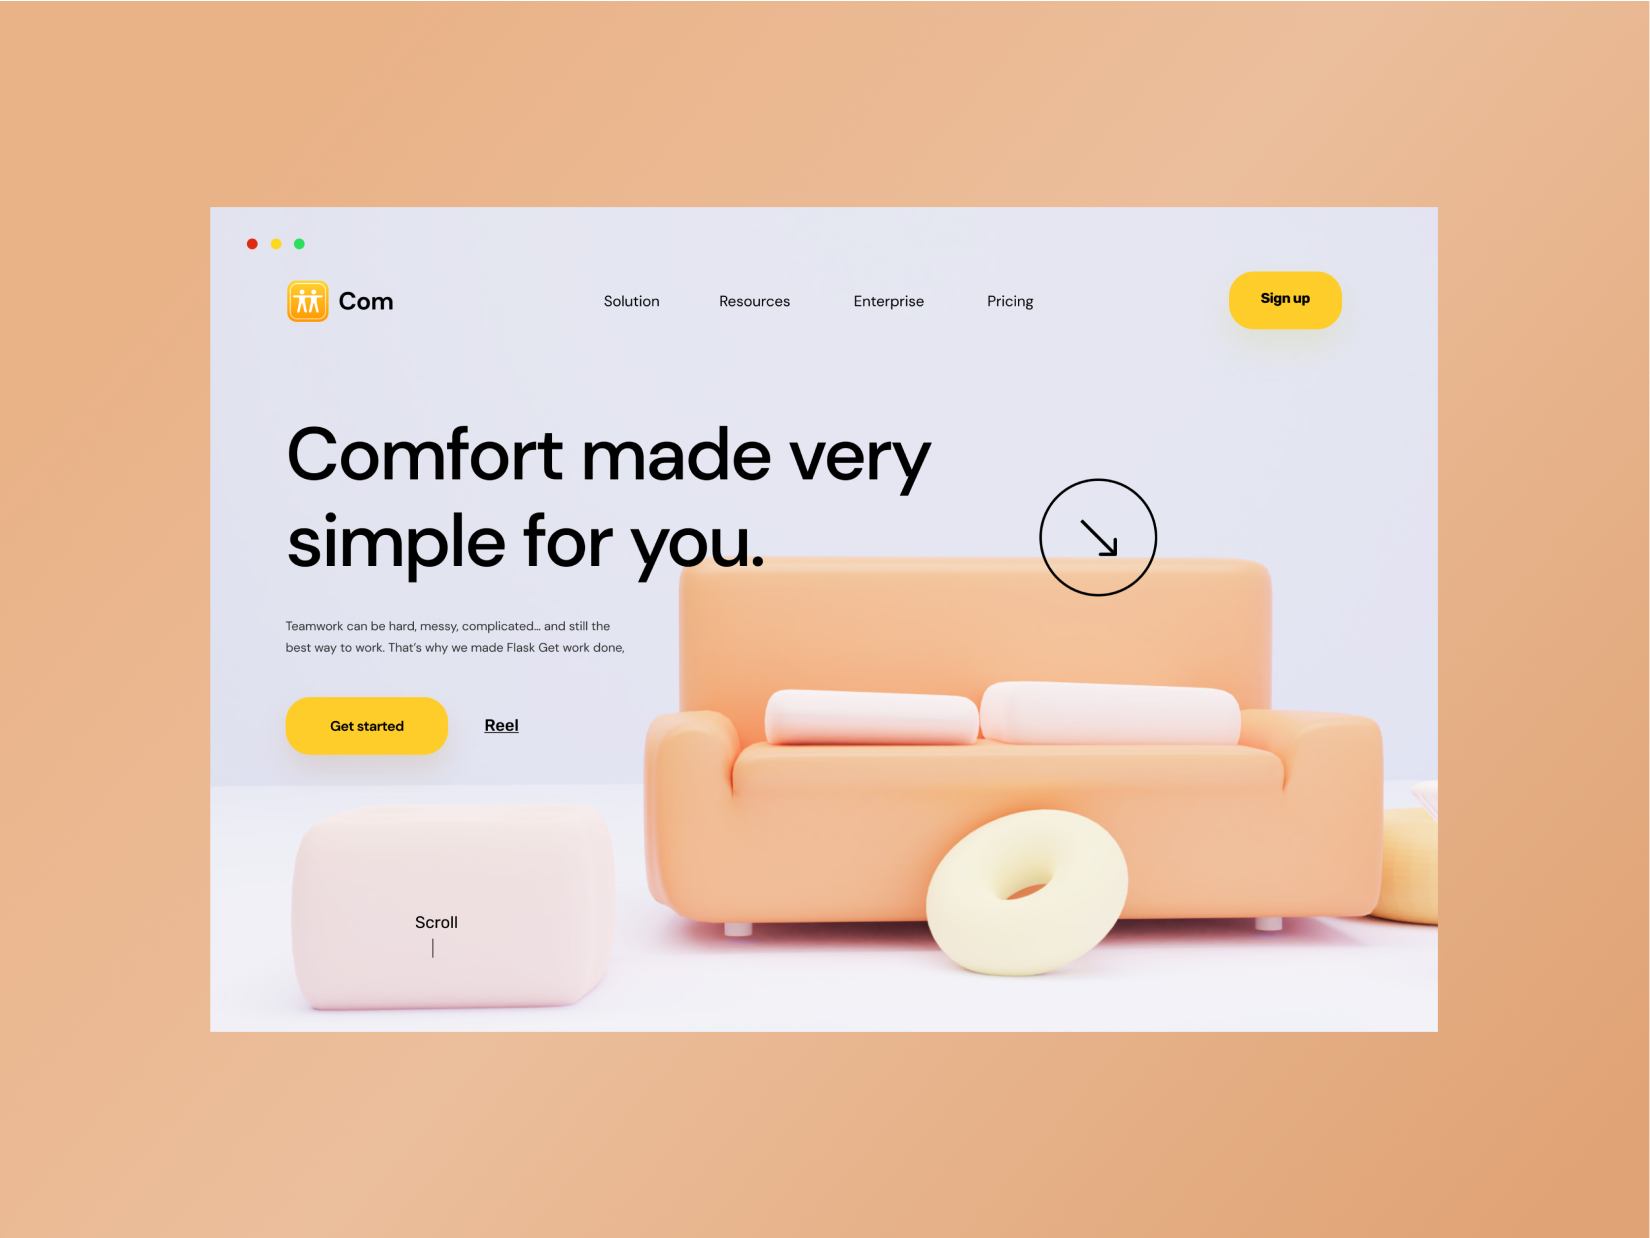 Com
Solution Resources Enterprise Pricing
Sign up
Comfort made very
simple for you.
Teamwork can be hard, messy, complicated... and still the
best way to work. That's why we made Flask Get work done,
Get started
Reel
Scroll